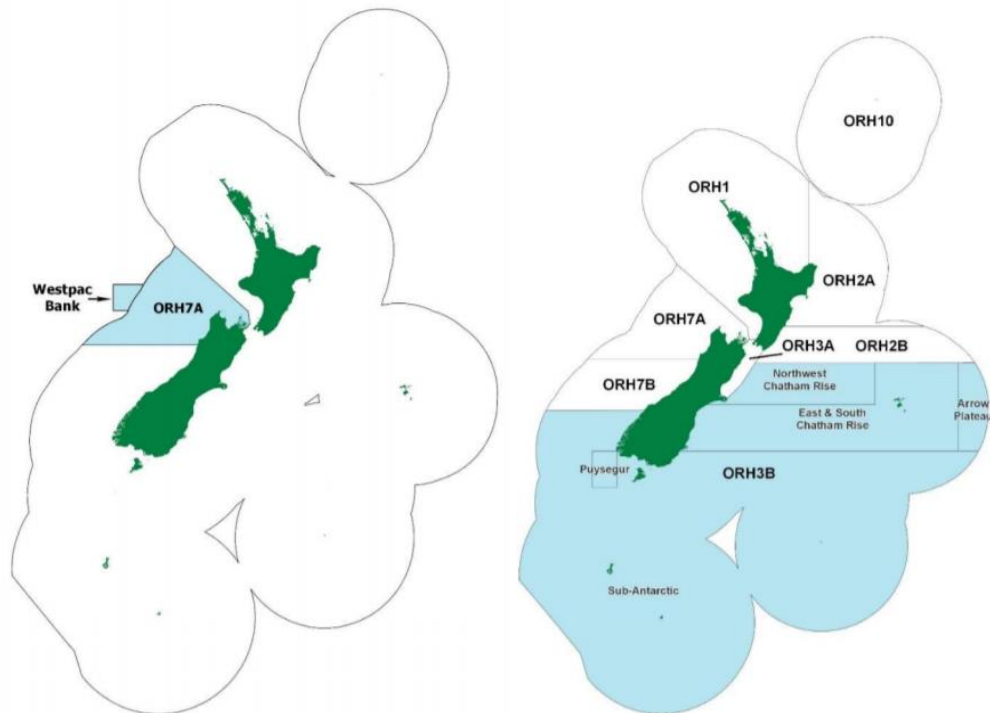 Westpac
Bank
ORH7A
ORH10
ORH1
ORH2A
ORH7A
ORH3A
ORH2B
ORH7B
Northwest
Chatham Rise
Arrow
Plateau
East & South
Chatham Rise
Puysegur
ORH3B
Sub-Antarctic